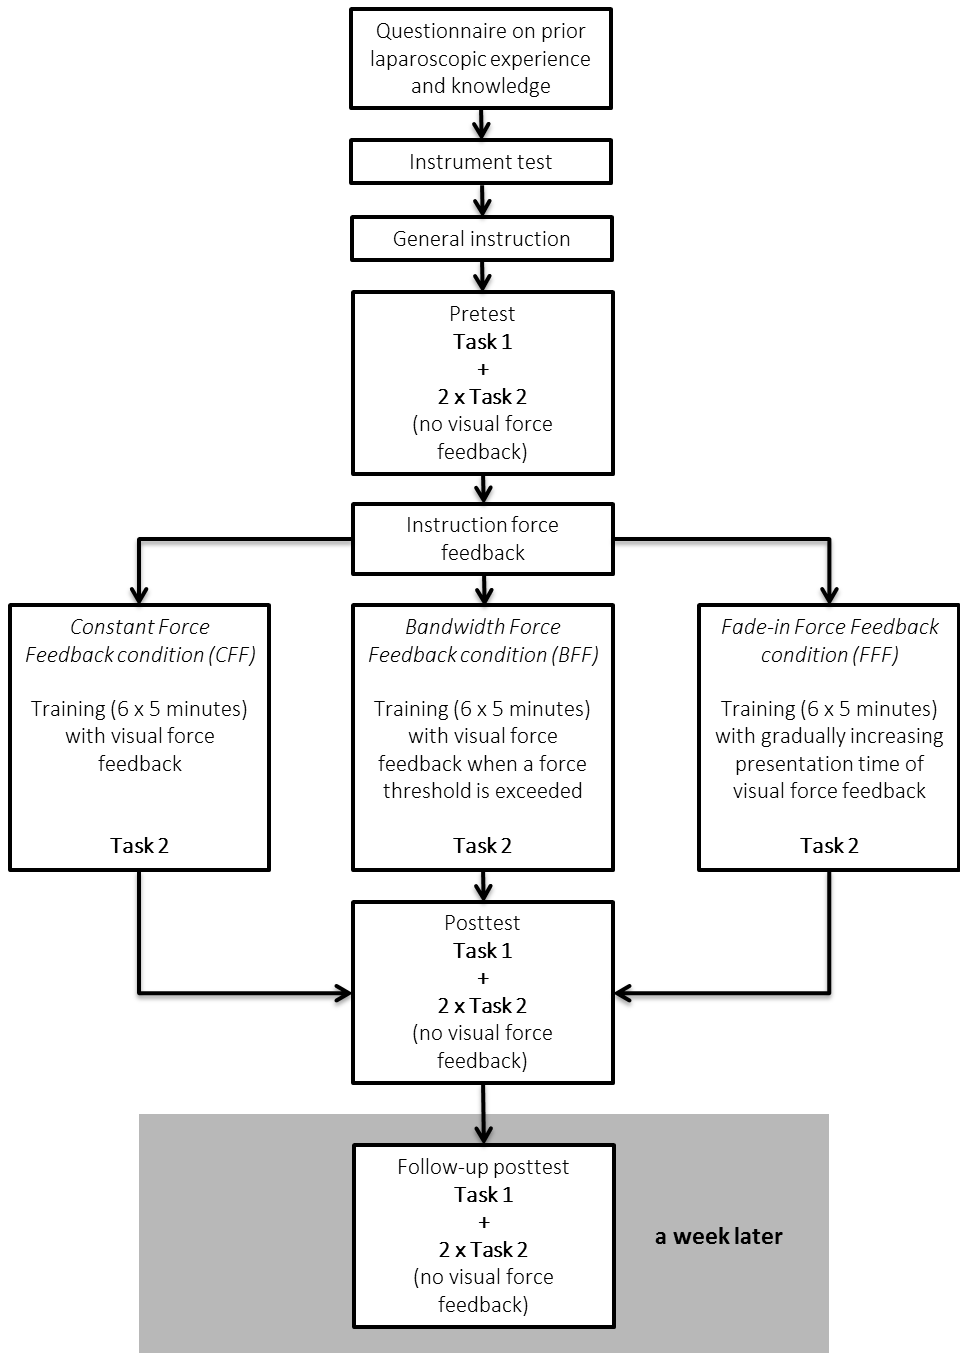 Questionnaire on prior
laparoscopic experience
and knowledge
Instrument test
General instruction
Pretest
Task 1
+
2 x Task 2
(no visual force
feedback)
Instruction force
feedback
Constant Force
Feedback condition (CFF)
Training (6 x 5 minutes)
with visual force
feedback
Task 2
Bandwidth Force
Feedback condition (BFF)
Training (6 x 5 minutes)
with visual force
feedback when a force
threshold is exceeded
Task 2
Fade-in Force Feedback
condition (FFF)
Training (6 x 5 minutes)
with gradually increasing
presentation time of
visual force feedback
Task 2
Posttest
Task 1
+
2 x Task 2
(no visual force
feedback)
Follow-up posttest
Task 1
+
2 x Task 2
(no visual force
feedback)
a week later